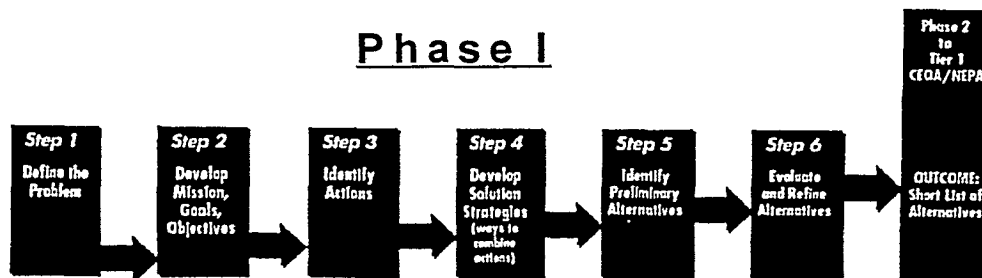 Phase I
Step 1
Define the
Problem
Step 2
Develop
Mission,
Goals,
Objectives
Step 3
Identify
Actions
Step 4
Develop
Solution
Strategies
(ways to
combine
actions)
Step 5
Identify
Preliminary
Alternatives
Step 6
Evaluate
and Refine
Alternatives
Phase 2
to
Tier 1
CEQA/NEPA
OUTCOME:
Short List of
Alternatives